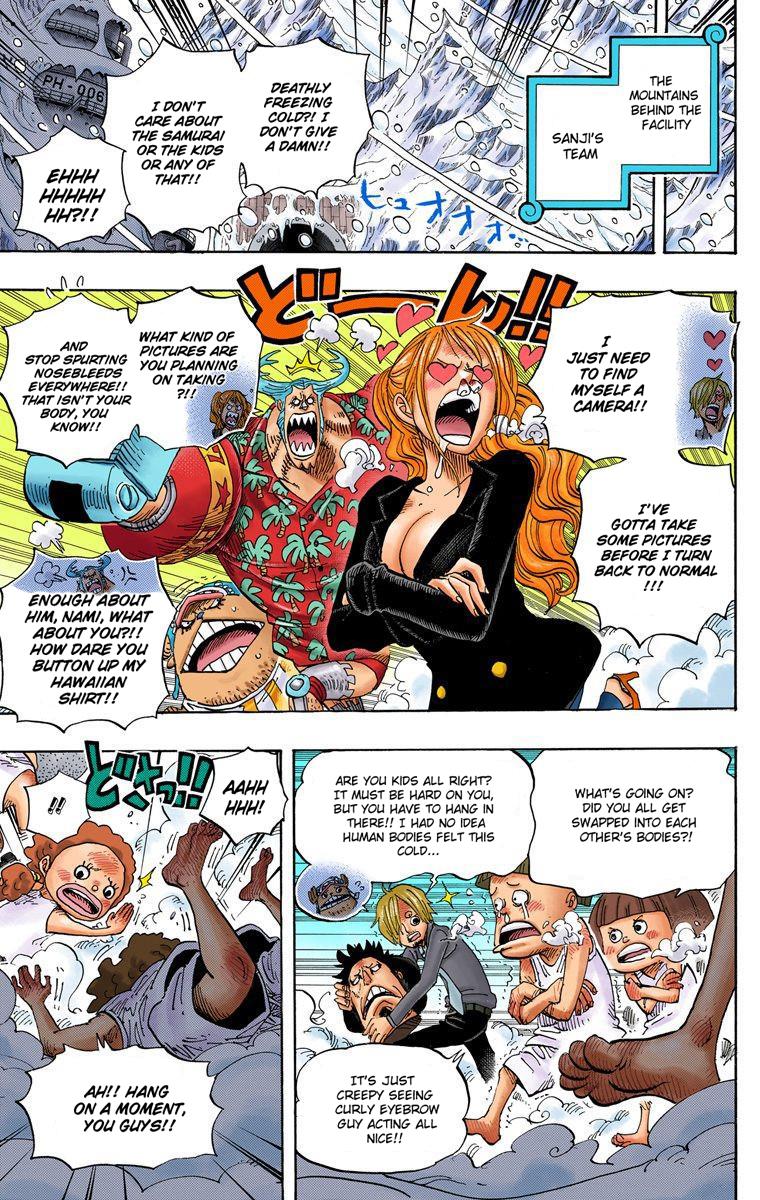 THE
MOUNTAINS
BEHIND THE
FACILITY
SANJI'S
TEAM
DEATHLY
FREEZING
COLD?! I
DON'T GIVE
A DAMN!!
I DON'T
CARE ABOUT
THE SAMURAI
OR THE KIDS
OR ANY OF
THAT!!
EHHH
HHHHH
HH?!!
PH-006
ヒュオオオ…
どーん!!
I
JUST NEED
TO FIND
MYSELF A
CAMERA!!
I'VE
GOTTA TAKE
SOME PICTURES
BEFORE I TURN
BACK TO NORMAL
!!!
WHAT KIND OF
PICTURES ARE
YOU PLANNING
ON TAKING
?!!
AND
STOP SPURTING
NOSEBLEEDS
EVERYWHERE!!
THAT ISN'T YOUR
BODY, YOU
KNOW!!
ENOUGH ABOUT
HIM, NAMI, WHAT
ABOUT YOU?!!
HOW DARE YOU
BUTTON UP MY
HAWAIIAN
SHIRT!!
WHAT'S GOING ON?
DID YOU ALL GET
SWAPPED INTO EACH
OTHER'S BODIES?!
ARE YOU KIDS ALL RIGHT?
IT MUST BE HARD ON YOU,
BUT YOU HAVE TO HANG IN
THERE!! I HAD NO IDEA
HUMAN BODIES FELT THIS
COLD...
IT'S JUST
CREEPY SEEING
CURLY EYEBROW
GUY ACTING ALL
NICE!!
AAHH
HHH!
どさっ!!
!!
AH!! HANG
ON A MOMENT,
YOU GUYS!!